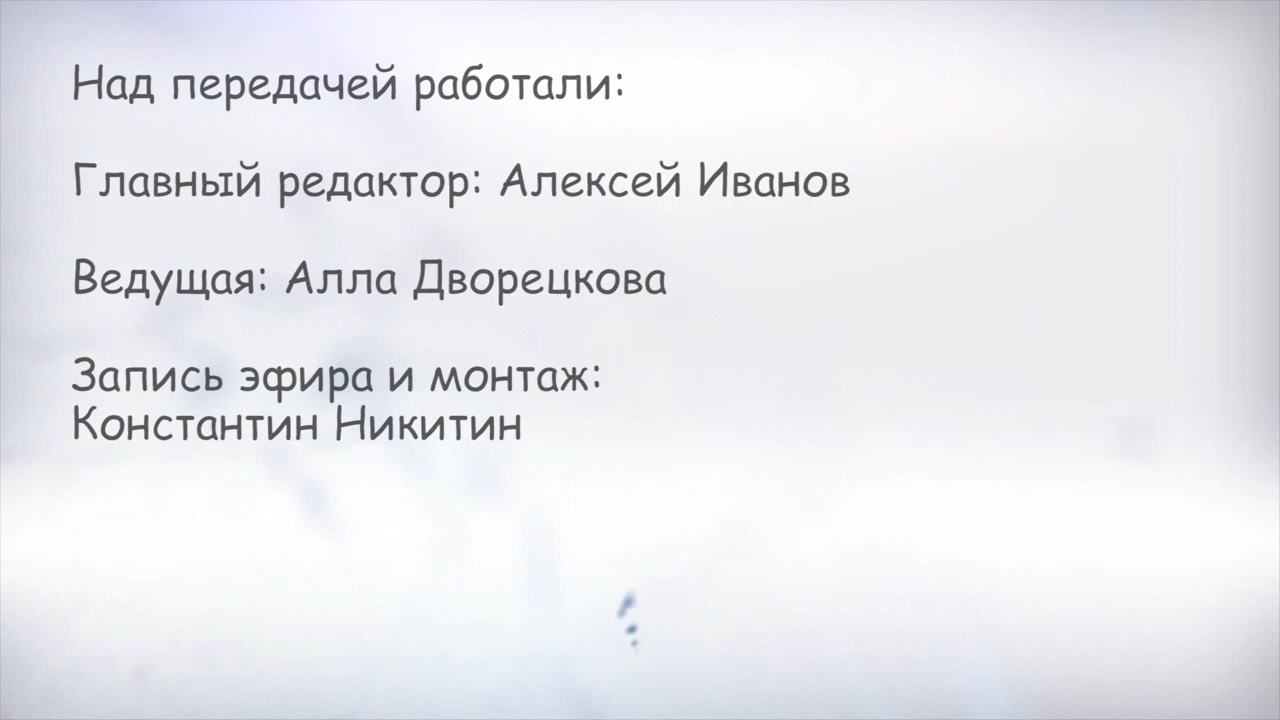 Над передачей работали:
Главный редактор: Алексей Иванов
Ведущая: Алла Дворецкова
Запись эфира и монтаж:
Константин Никитин